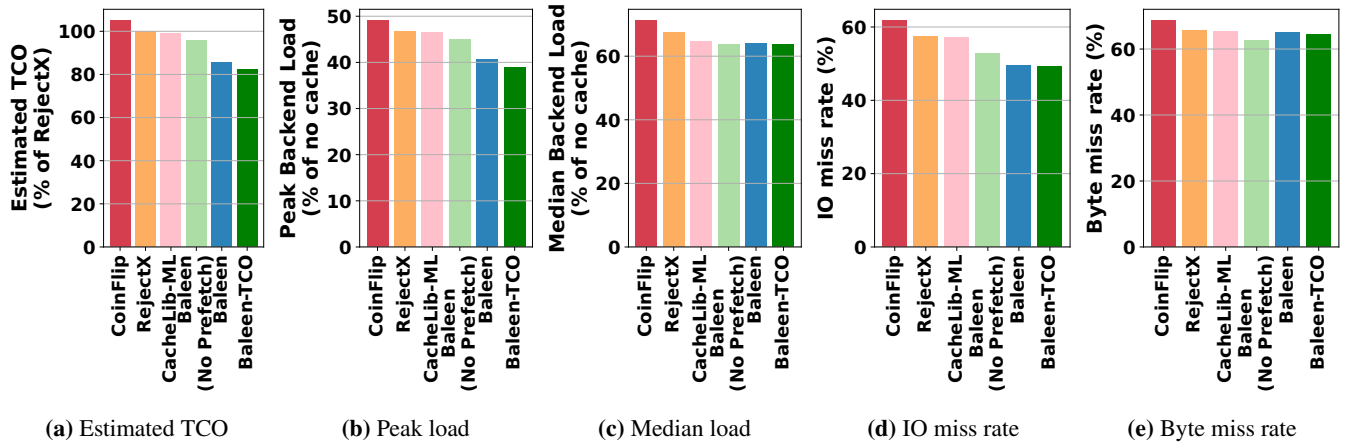 Estimated TCO
(% of RejectX)
100
80
60
40
20
0
CoinFlip
RejectX
CacheLib-ML
Baleen
(No Prefetch)
Baleen
Baleen-TCO
(a) Estimated TCO
Peak Backend Load
(% of no cache)
50
40
30
20
10
0
CoinFlip
RejectX
CacheLib-ML
Baleen
(No Prefetch)
Baleen
Baleen-TCO
(b) Peak load
Median Backend Load
(% of no cache)
60
40
20
0
CoinFlip
RejectX
CacheLib-ML
Baleen
(No Prefetch)
Baleen
Baleen-TCO
(c) Median load
IO miss rate (%)
60
40
20
0
CoinFlip
RejectX
CacheLib-ML
Baleen
(No Prefetch)
Baleen
Baleen-TCO
(d) IO miss rate
Byte miss rate (%)
60
40
20
0
CoinFlip
RejectX
CacheLib-ML
Baleen
(No Prefetch)
Baleen
Baleen-TCO
(e) Byte miss rate